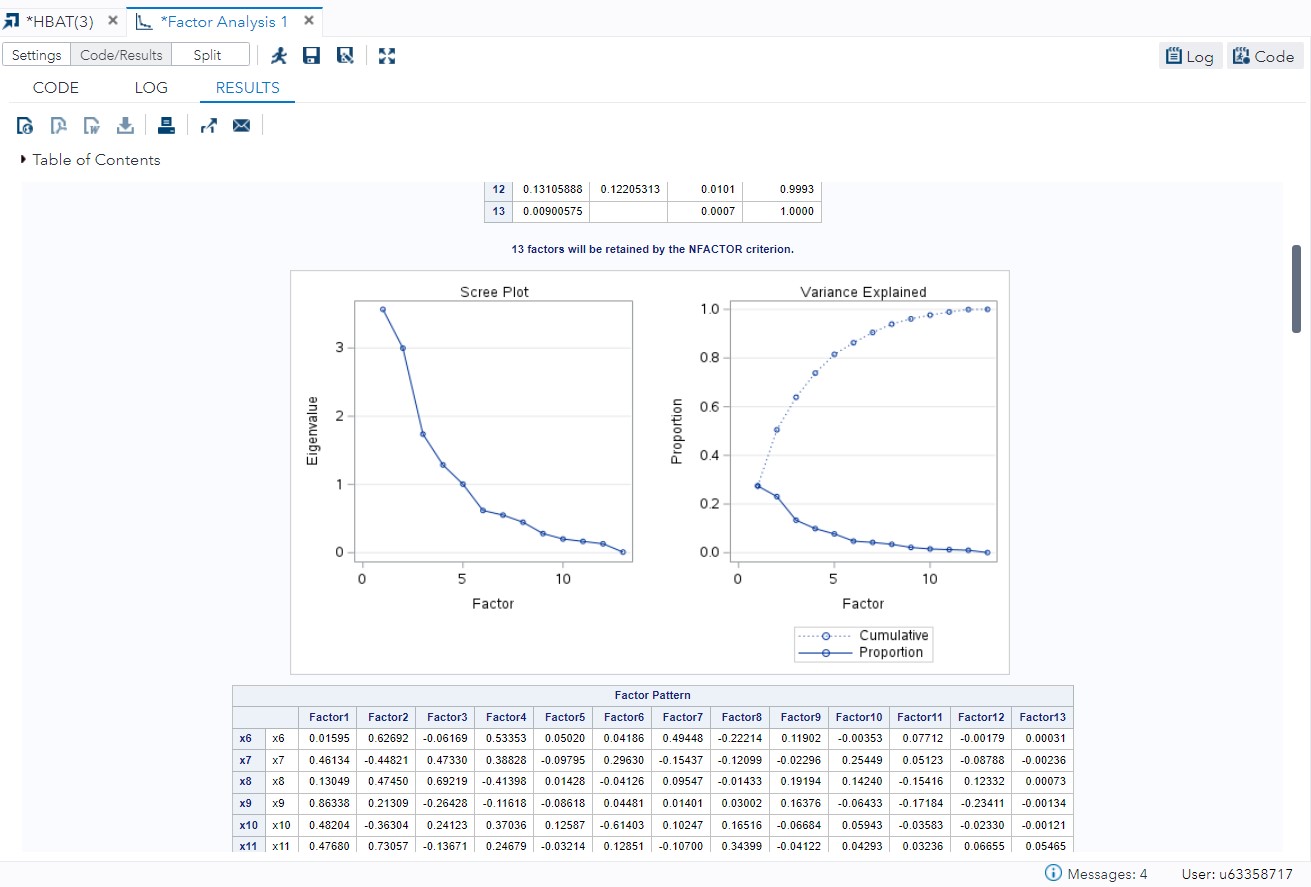 *HBAT(3) × *Factor Analysis 1 ×
Settings Code/Results Split Log Code
CODE LOG RESULTS
Table of Contents
12 0.13105888 0.12205313 0.0101 0.9993
13 0.00900575 0.0007 1.0000
13 factors will be retained by the NFACTOR criterion.
Scree Plot
Eigenvalue
3
2
1
0
0 5 10
Factor
Variance Explained
Proportion
1.0
0.8
0.6
0.4
0.2
0.0
0 5 10
Factor
Cumulative
Proportion
Factor Pattern
Factor1 Factor2 Factor3 Factor4 Factor5 Factor6 Factor7 Factor8 Factor9 Factor10 Factor11 Factor12 Factor13
x6 x6 0.01595 0.62692 -0.06169 0.53353 0.05020 0.04186 0.49448 -0.22214 0.11902 -0.00353 0.07712 -0.00179 0.00031
x7 x7 0.46134 -0.44821 0.47330 0.38828 -0.09795 0.29630 -0.15437 -0.12099 -0.02296 0.25449 0.05123 -0.08788 -0.00236
x8 x8 0.13049 0.47450 0.69219 -0.41398 0.01428 -0.04126 0.09547 -0.01433 0.19194 0.14240 -0.15416 0.12332 0.00073
x9 x9 0.86338 0.21309 -0.26428 -0.11618 -0.08618 0.04481 0.01401 0.03002 0.16376 -0.06433 -0.17184 -0.23411 -0.00134
x10 x10 0.48204 -0.36304 0.24123 0.37036 0.12587 -0.61403 0.10247 0.16516 -0.06684 0.05943 -0.03583 -0.02330 -0.00121
x11 x11 0.47680 0.73057 -0.13671 0.24679 -0.03214 0.12851 -0.10700 0.34399 -0.04122 0.04293 0.03236 0.06655 0.05465
Messages: 4 User: u63358717